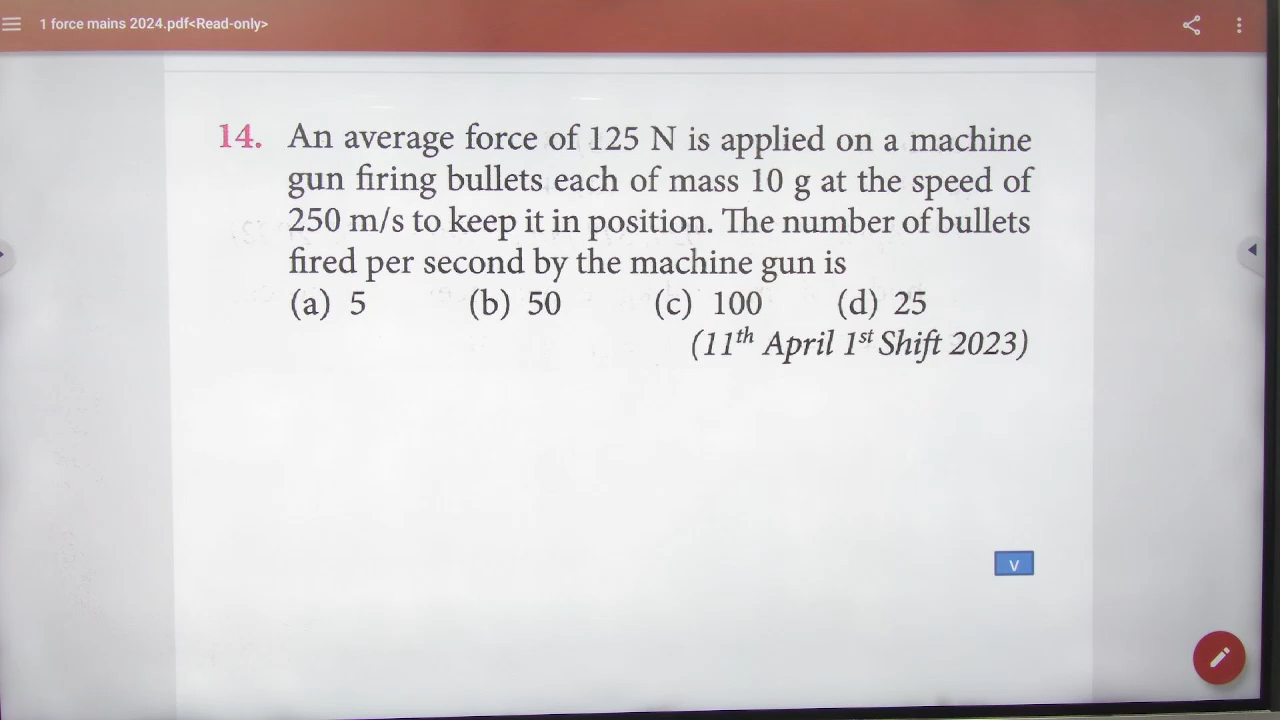 1 force mains 2024.pdf<Read-only>
14. An average force of 125 N is applied on a machine
gun firing bullets each of mass 10 g at the speed of
250 m/s to keep it in position. The number of bullets
fired per second by the machine gun is
(a) 5 (b) 50 (c) 100 (d) 25
(11th April 1st Shift 2023)
V